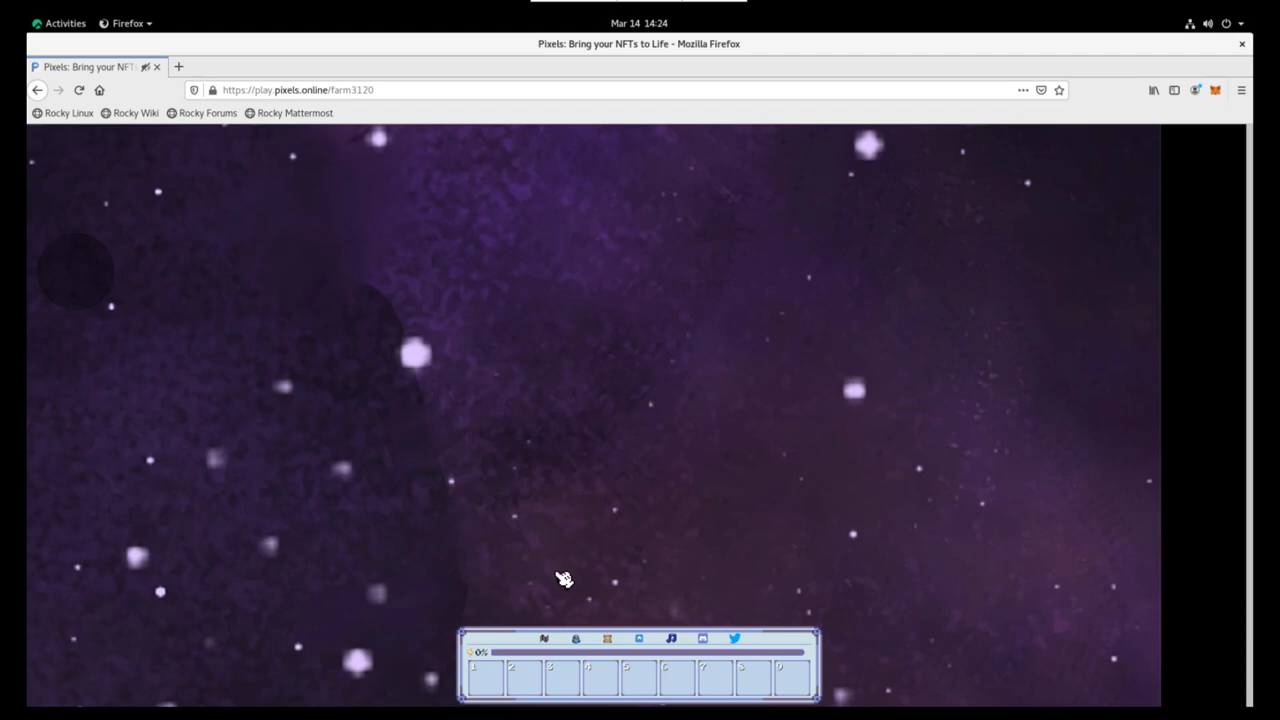 Activities Firefox Mar 14 14:24
Pixels: Bring your NFTs to Life - Mozilla Firefox
Pixels: Bring your NFT
https://play.pixels.online/farm3120
Rocky Linux Rocky Wiki Rocky Forums Rocky Mattermost
0%
1 2 3 4 5 6 7 8 9